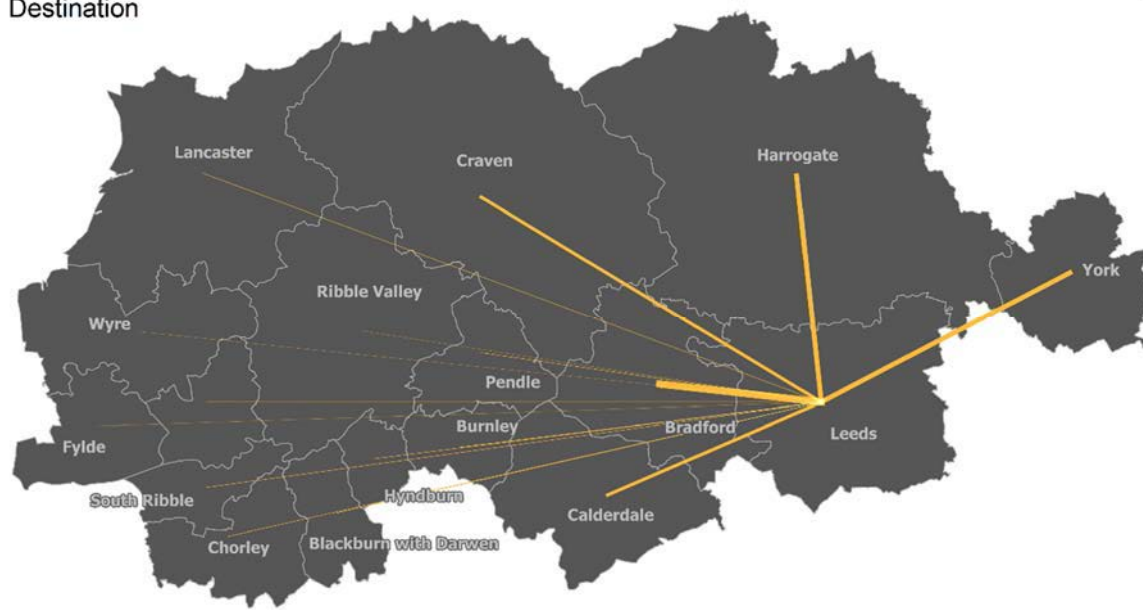 Destination
Lancaster
Craven
Harrogate
York
Ribble Valley
Wyre
Pendle
Burnley
Bradford
Leeds
Fylde
South Ribble
Hyndburn
Calderdale
Chorley
Blackburn with Darwen